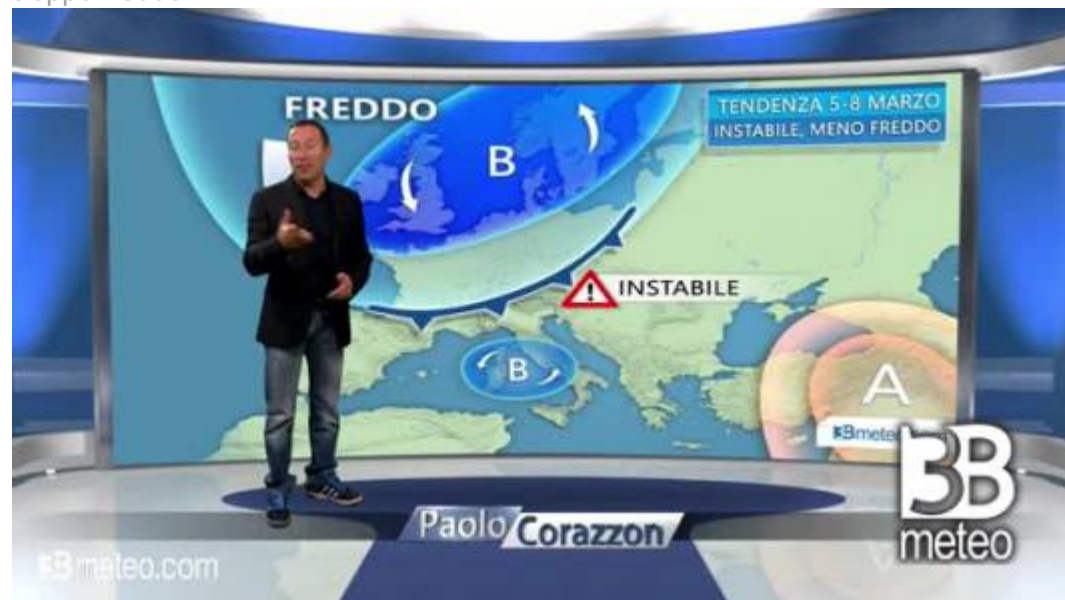 FREDDO
TENDENZA 5-8 MARZO
INSTABILE, MENO FREDDO
B
INSTABILE
B
A
3Bmeteo
3B
meteo
Paolo Corazzon
3Bmeteo.com